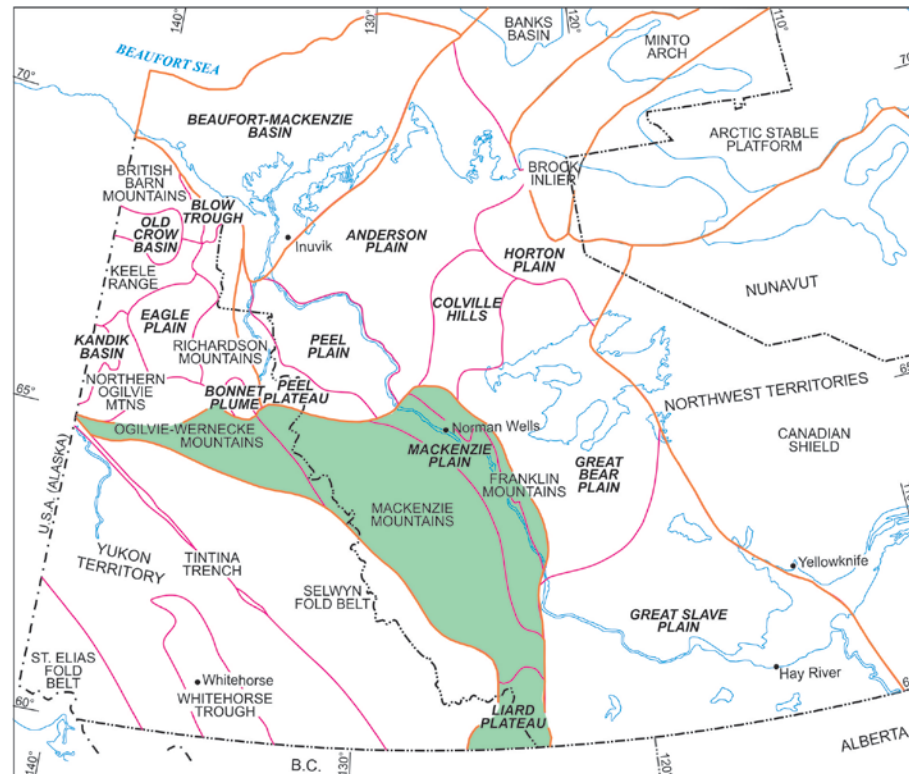 140°
130°
120°
110°
BANKS
BASIN
MINTO
ARCH
BEAUFORT SEA
70°
BEAUFORT-MACKENZIE
BASIN
ARCTIC STABLE
PLATFORM
BRITISH
BARN
MOUNTAINS
BROCK
INLIER
BLOW
TROUGH
OLD
CROW
BASIN
Inuvik
ANDERSON
PLAIN
HORTON
PLAIN
KEELE
RANGE
NUNAVUT
COLVILLE
HILLS
EAGLE
PLAIN
KANDIK
BASIN
RICHARDSON
MOUNTAINS
PEEL
PLAIN
65°
65
NORTHERN
OGILVIE
MTNS
BONNET
PLUME
PEEL
PLATEAU
NORTHWEST TERRITORIES
OGILVIE-WERNECKE
MOUNTAINS
Norman Wells
MACKENZIE
PLAIN
CANADIAN
SHIELD
FRANKLIN
MOUNTAINS
GREAT
BEAR
PLAIN
U.S.A. (ALASKA)
MACKENZIE
MOUNTAINS
YUKON
TERRITORY
TINTINA
TRENCH
Yellowknife
SELWYN
FOLD BELT
GREAT SLAVE
PLAIN
ST. ELIAS
FOLD
BELT
Whitehorse
WHITEHORSE
TROUGH
Hay River
60°
LIARD
PLATEAU
ALBERTA
B.C.
140°
130°
120°